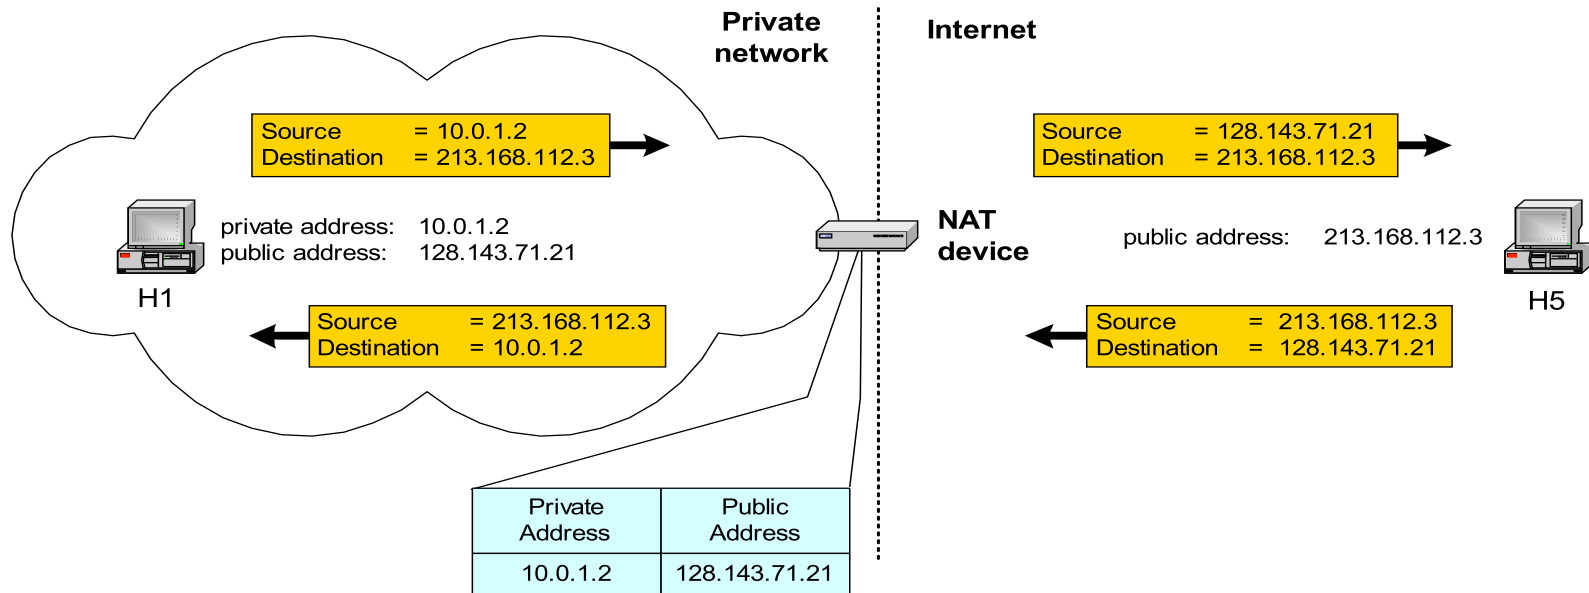 Private
network
Internet
Source = 10.0.1.2
Destination = 213.168.112.3
Source = 128.143.71.21
Destination = 213.168.112.3
private address: 10.0.1.2
public address: 128.143.71.21
H1
NAT
device
public address: 213.168.112.3
H5
Source = 213.168.112.3
Destination = 10.0.1.2
Source = 213.168.112.3
Destination = 128.143.71.21
Private
Address
Public
Address
10.0.1.2
128.143.71.21